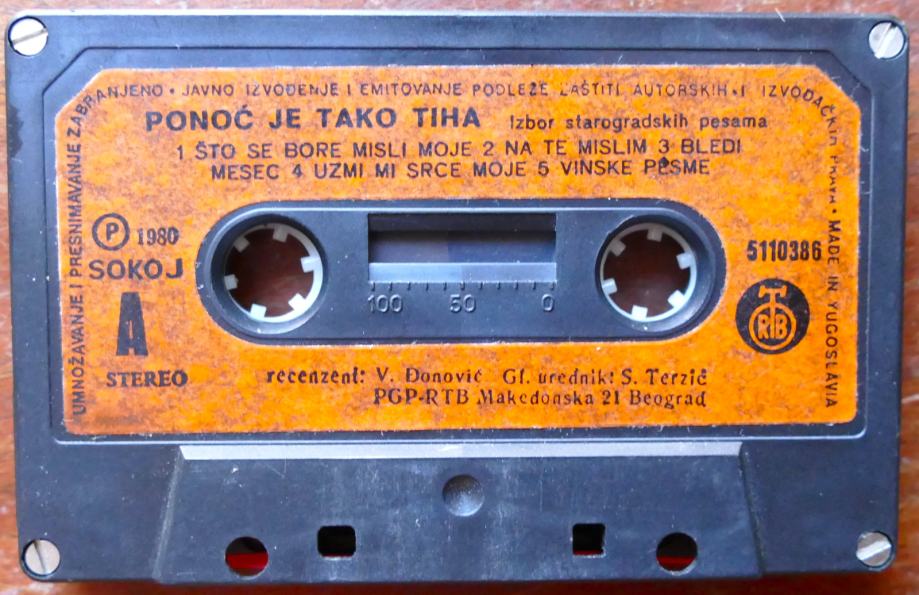 UMNOŽAVANJE I PRESNIMAVANJE ZABRANJENO • JAVNO IZVOĐENJE I EMITOVANJE PODLEŽE ZAŠTITI AUTORSKIH I IZVOĐAČKIH PRAVA • MADE IN YUGOSLAVIA
PONOĆ JE TAKO TIHA Izbor starogradskih pesama
1 ŠTO SE BORE MISLI MOJE 2 NA TE MISLIM 3 BLEDI
MESEC 4 UZMI MI SRCE MOJE 5 VINSKE PESME
P 1980
SOKOJ
A
STEREO
100 50 0
5110386
RTB
recenzent: V. Đonović Gl. urednik: S. Terzić
PGP-RTB Makedonska 21 Beograd